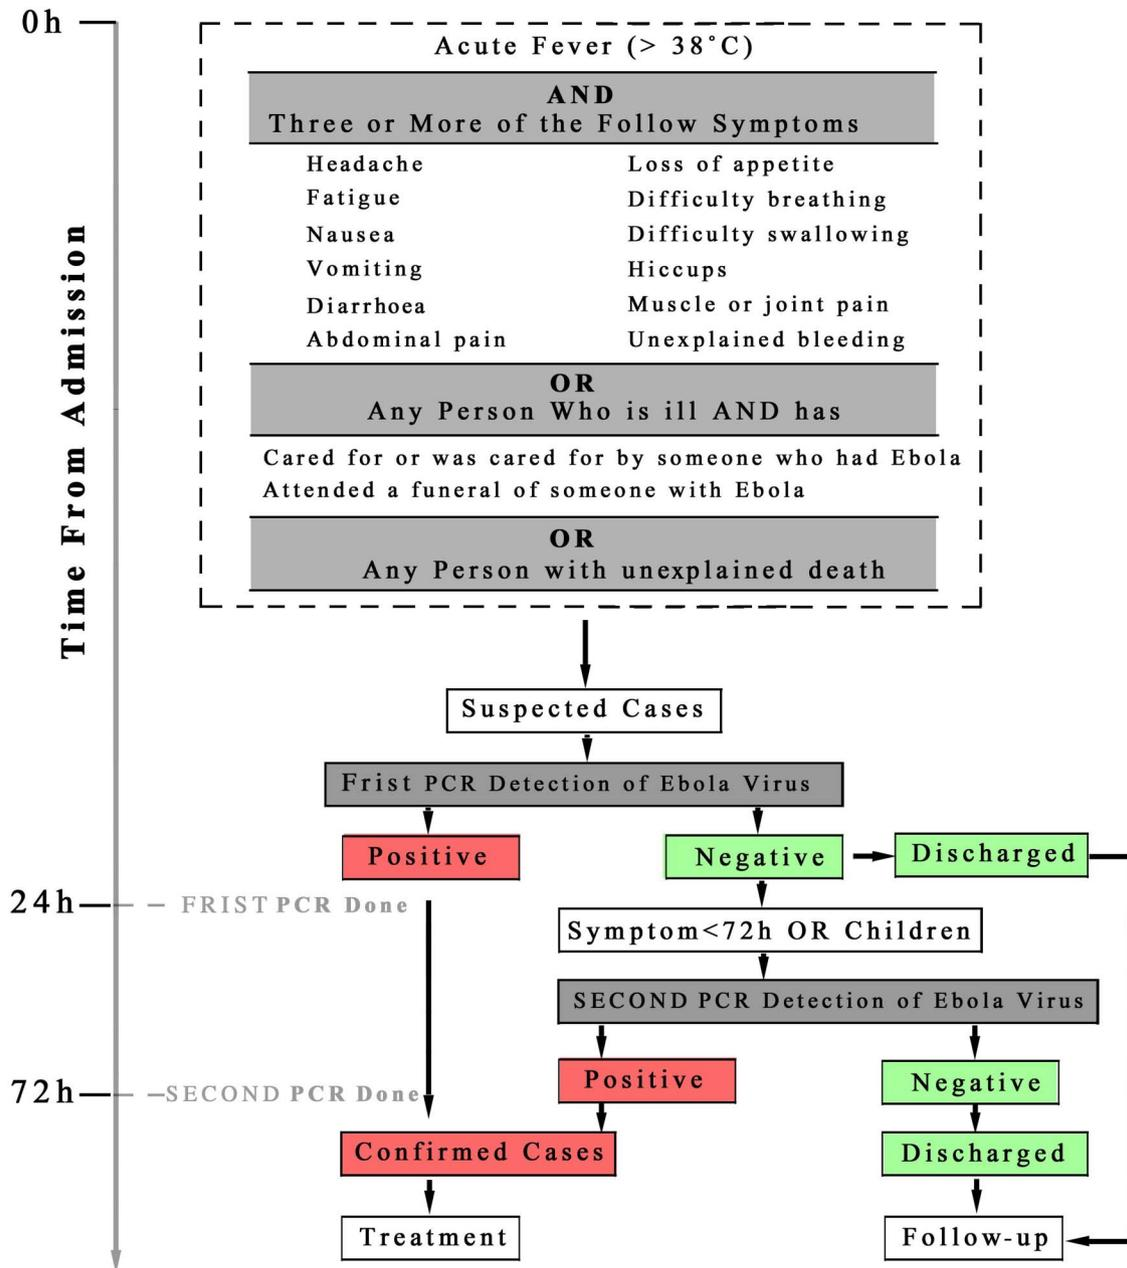 0h
Acute Fever (> 38°C)
AND
Three or More of the Follow Symptoms
Headache
Loss of appetite
Fatigue
Difficulty breathing
Nausea
Difficulty swallowing
Vomiting
Hiccups
Diarrhoea
Muscle or joint pain
Abdominal pain
Unexplained bleeding
OR
Any Person Who is ill AND has
Cared for or was cared for by someone who had Ebola
Attended a funeral of someone with Ebola
OR
Any Person with unexplained death
Time From Admission
Suspected Cases
Frist PCR Detection of Ebola Virus
Positive
Negative
Discharged
24h
FRIST PCR Done
Symptom<72h OR Children
SECOND PCR Detection of Ebola Virus
Positive
Negative
72h
SECOND PCR Done
Confirmed Cases
Discharged
Treatment
Follow-up